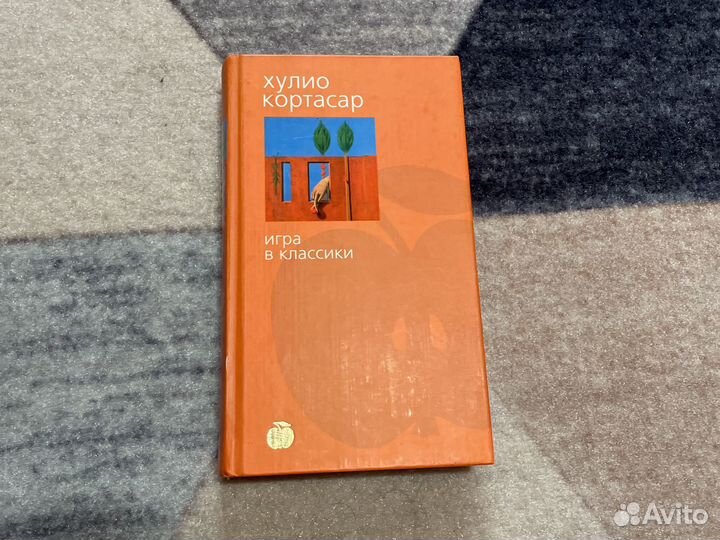 хулио
кортасар
игра
в классики
Avito